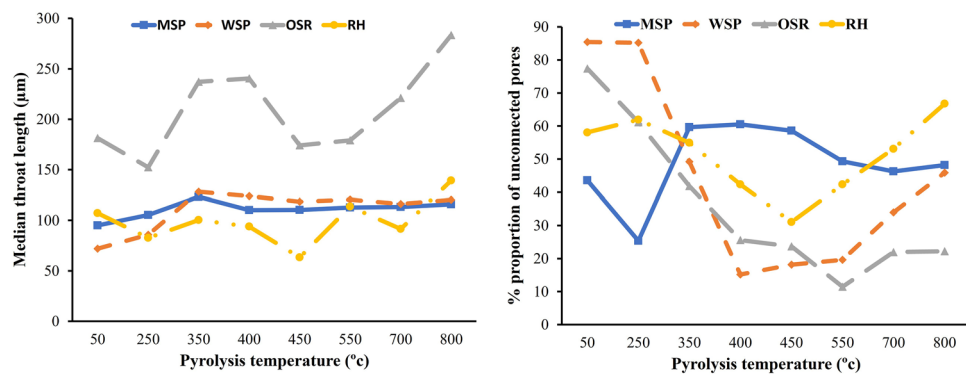 MSP WSP OSR RH
300
250
200
150
100
50
0
Median throat length (µm)
50 250 350 400 450 550 700 800
Pyrolysis temperature (ºc)
MSP WSP OSR RH
90
80
70
60
50
40
30
20
10
0
% proportion of unconnected pores
50 250 350 400 450 550 700 800
Pyrolysis temperature (ºc)